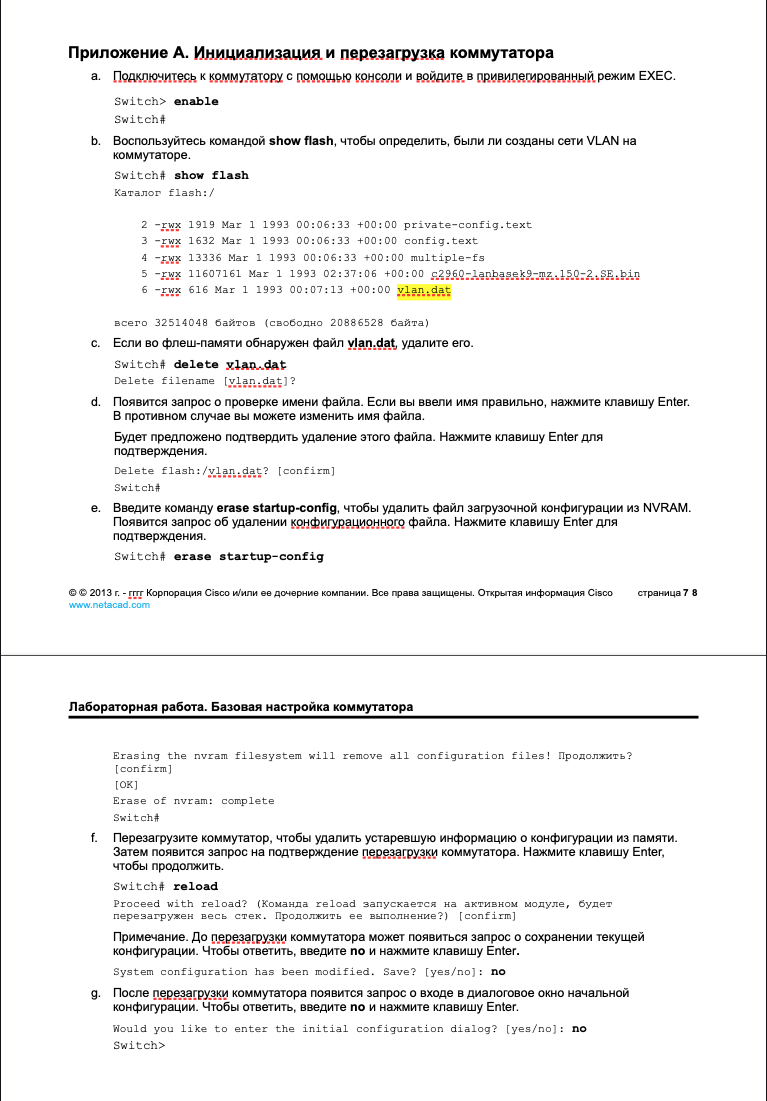 Приложение А. Инициализация и перезагрузка коммутатора
a. Подключитесь к коммутатору с помощью консоли и войдите в привилегированный режим EXEC.
Switch> enable
Switch#
b. Воспользуйтесь командой show flash, чтобы определить, были ли созданы сети VLAN на
коммутаторе.
Switch# show flash
Каталог flash:/
2 -rwx 1919 Mar 1 1993 00:06:33 +00:00 private-config.text
3 -rwx 1632 Mar 1 1993 00:06:33 +00:00 config.text
4 -rwx 13336 Mar 1 1993 00:06:33 +00:00 multiple-fs
5 -rwx 11607161 Mar 1 1993 02:37:06 +00:00 c2960-lanbasek9-mz.150-2.SE.bin
6 -rwx 616 Mar 1 1993 00:07:13 +00:00 vlan.dat
всего 32514048 байтов (свободно 20886528 байта)
c. Если во флеш-памяти обнаружен файл vlan.dat, удалите его.
Switch# delete vlan.dat
Delete filename [vlan.dat]?
d. Появится запрос о проверке имени файла. Если вы ввели имя правильно, нажмите клавишу Enter.
В противном случае вы можете изменить имя файла.
Будет предложено подтвердить удаление этого файла. Нажмите клавишу Enter для
подтверждения.
Delete flash:/vlan.dat? [confirm]
Switch#
e. Введите команду erase startup-config, чтобы удалить файл загрузочной конфигурации из NVRAM.
Появится запрос об удалении конфигурационного файла. Нажмите клавишу Enter для
подтверждения.
Switch# erase startup-config
© © 2013 г. - гггг Корпорация Cisco и/или ее дочерние компании. Все права защищены. Открытая информация Cisco страница 7 8
www.netacad.com
Лабораторная работа. Базовая настройка коммутатора
Erasing the nvram filesystem will remove all configuration files! Продолжить?
[confirm]
[OK]
Erase of nvram: complete
Switch#
f. Перезагрузите коммутатор, чтобы удалить устаревшую информацию о конфигурации из памяти.
Затем появится запрос на подтверждение перезагрузки коммутатора. Нажмите клавишу Enter,
чтобы продолжить.
Switch# reload
Proceed with reload? (Команда reload запускается на активном модуле, будет
перезагружен весь стек. Продолжить ее выполнение?) [confirm]
Примечание. До перезагрузки коммутатора может появиться запрос о сохранении текущей
конфигурации. Чтобы ответить, введите no и нажмите клавишу Enter.
System configuration has been modified. Save? [yes/no]: no
g. После перезагрузки коммутатора появится запрос о входе в диалоговое окно начальной
конфигурации. Чтобы ответить, введите no и нажмите клавишу Enter.
Would you like to enter the initial configuration dialog? [yes/no]: no
Switch>